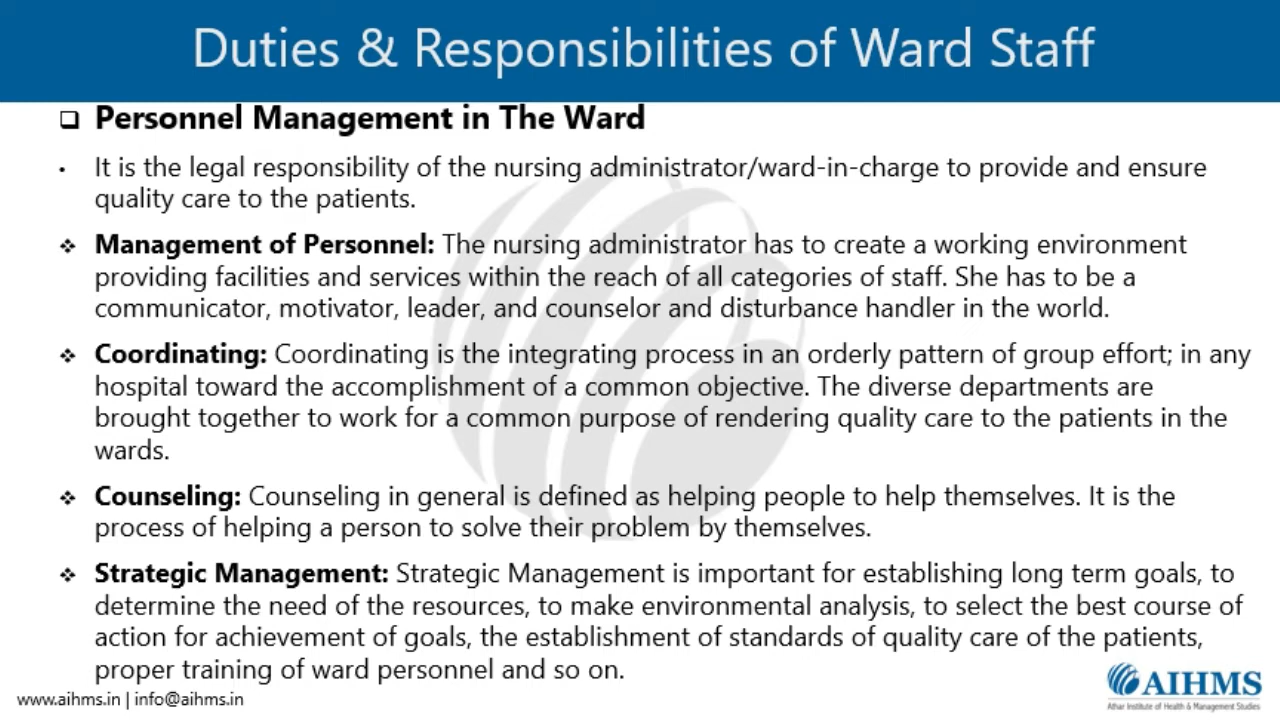 Duties & Responsibilities of Ward Staff
❑ Personnel Management in The Ward
• It is the legal responsibility of the nursing administrator/ward-in-charge to provide and ensure
quality care to the patients.
❖ Management of Personnel: The nursing administrator has to create a working environment
providing facilities and services within the reach of all categories of staff. She has to be a
communicator, motivator, leader, and counselor and disturbance handler in the world.
❖ Coordinating: Coordinating is the integrating process in an orderly pattern of group effort; in any
hospital toward the accomplishment of a common objective. The diverse departments are
brought together to work for a common purpose of rendering quality care to the patients in the
wards.
❖ Counseling: Counseling in general is defined as helping people to help themselves. It is the
process of helping a person to solve their problem by themselves.
❖ Strategic Management: Strategic Management is important for establishing long term goals, to
determine the need of the resources, to make environmental analysis, to select the best course of
action for achievement of goals, the establishment of standards of quality care of the patients,
proper training of ward personnel and so on.
www.aihms.in | info@aihms.in
AIHMS
Athar Institute of Health & Management Studies